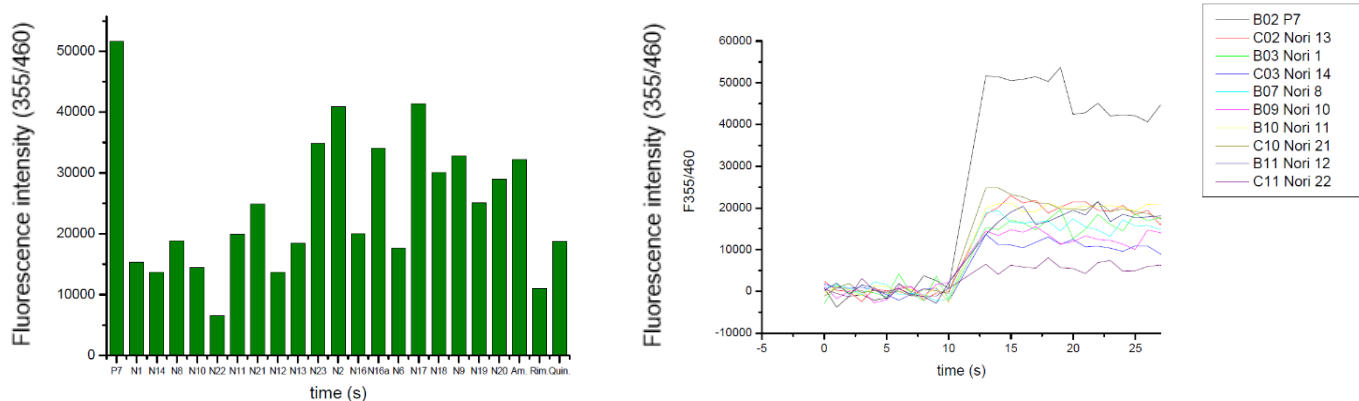 Fluorescence intensity (355/460)
50000
40000
30000
20000
10000
0
P7 N1 N14 N8 N10 N22 N11 N21 N12 N13 N23 N2 N16 N16a N6 N17 N18 N9 N19 N20 Am. Rim. Quin.
time (s)
Fluorescence intensity (355/460)
F355/460
60000
50000
40000
30000
20000
10000
0
-10000
-5 0 5 10 15 20 25
time (s)
B02 P7
C02 Nori 13
B03 Nori 1
C03 Nori 14
B07 Nori 8
B09 Nori 10
B10 Nori 11
C10 Nori 21
B11 Nori 12
C11 Nori 22